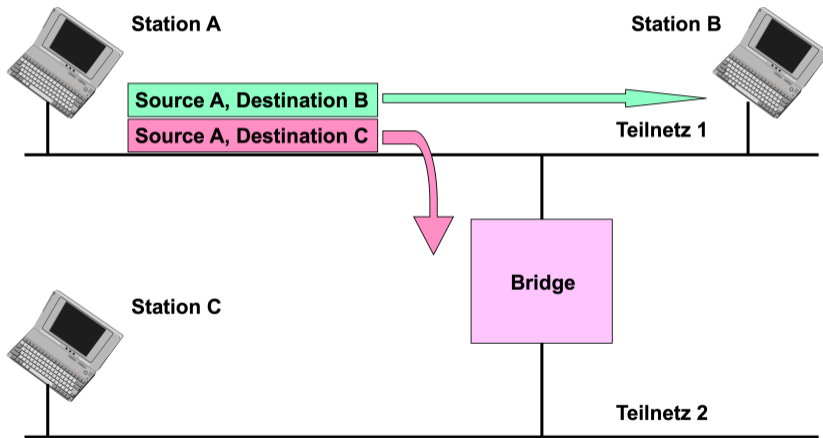 Station A
Station B
Source A, Destination B
Source A, Destination C
Teilnetz 1
Bridge
Station C
Teilnetz 2